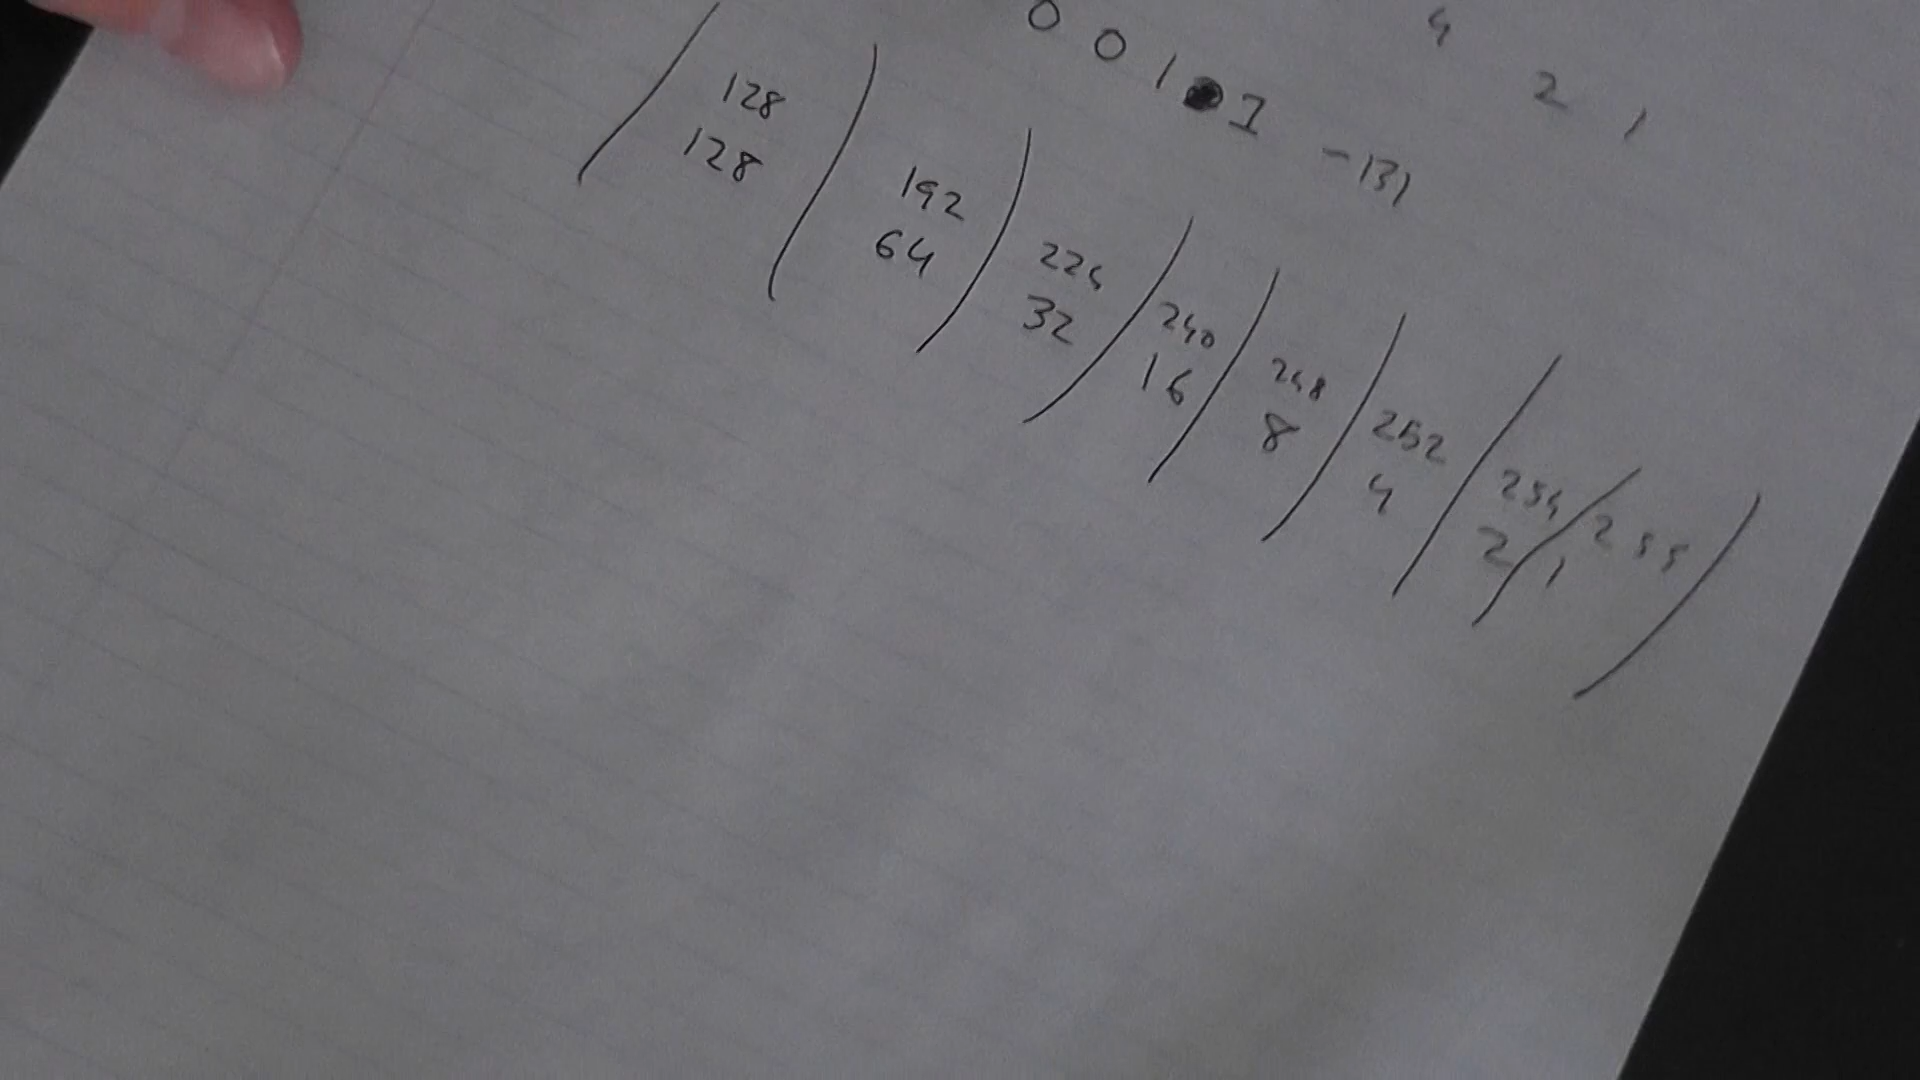 4 2 1
0 0 1 1 -131
128 / 192 / 224 / 240 / 248 / 252 / 254 / 255
128 64 32 16 8 4 2 1